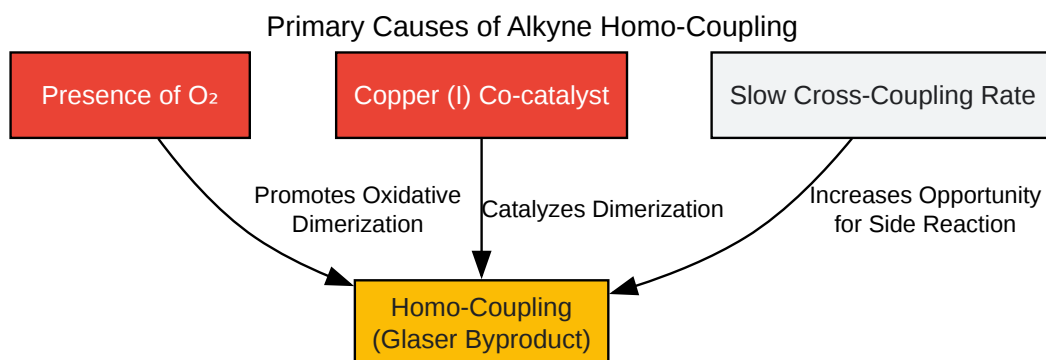 Primary Causes of Alkyne Homo-Coupling
Presence of O₂
Copper (I) Co-catalyst
Slow Cross-Coupling Rate
Promotes Oxidative
Dimerization
Catalyzes Dimerization
Increases Opportunity
for Side Reaction
Homo-Coupling
(Glaser Byproduct)